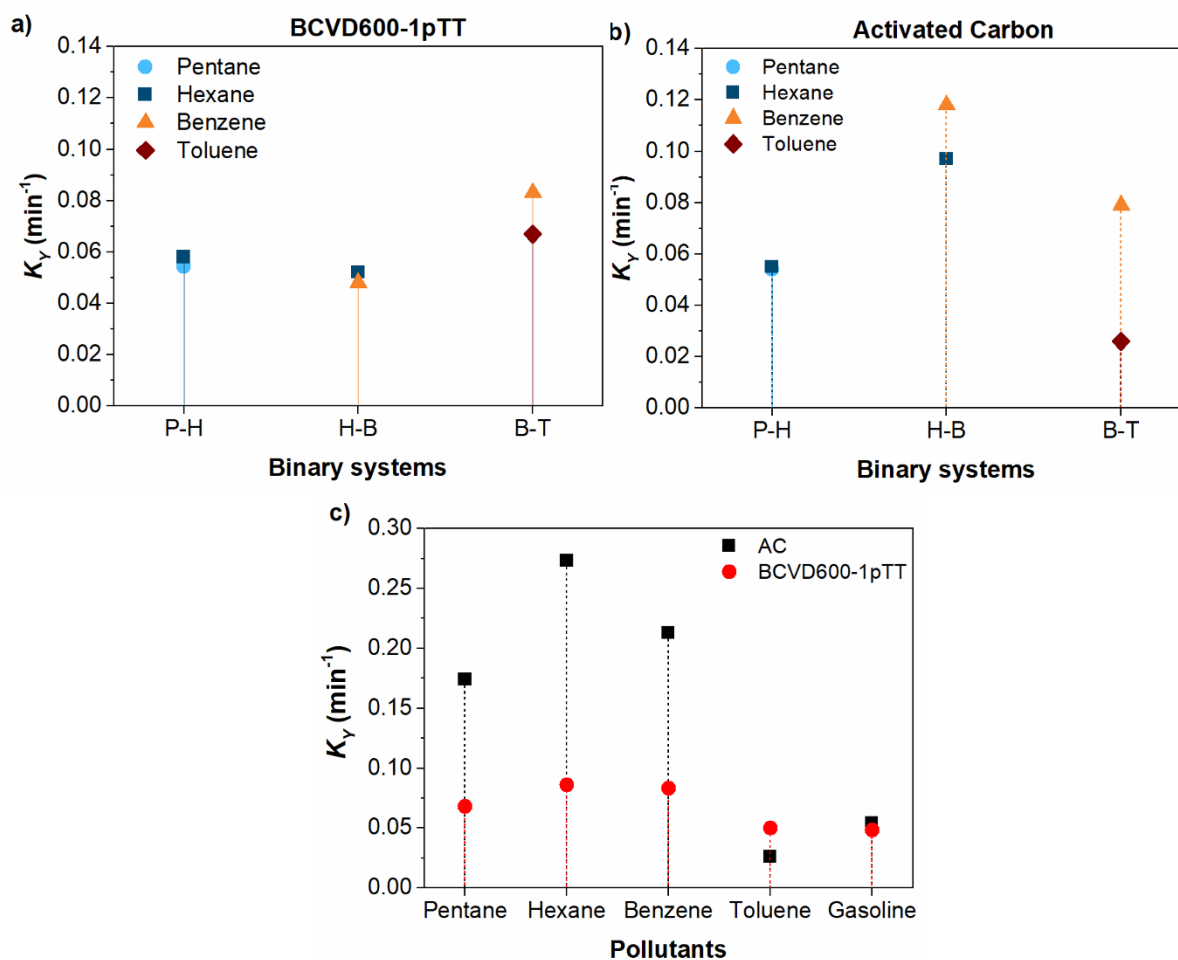 a)
BCVD600-1pTT
Pentane
Hexane
Benzene
Toluene
0.14
0.12
0.10
0.08
0.06
0.04
0.02
0.00
KY (min-1)
P-H
H-B
B-T
Binary systems
b)
Activated Carbon
Pentane
Hexane
Benzene
Toluene
0.14
0.12
0.10
0.08
0.06
0.04
0.02
0.00
KY (min-1)
P-H
H-B
B-T
Binary systems
c)
AC
BCVD600-1pTT
0.30
0.25
0.20
0.15
0.10
0.05
0.00
KY (min-1)
Pentane
Hexane
Benzene
Toluene
Gasoline
Pollutants